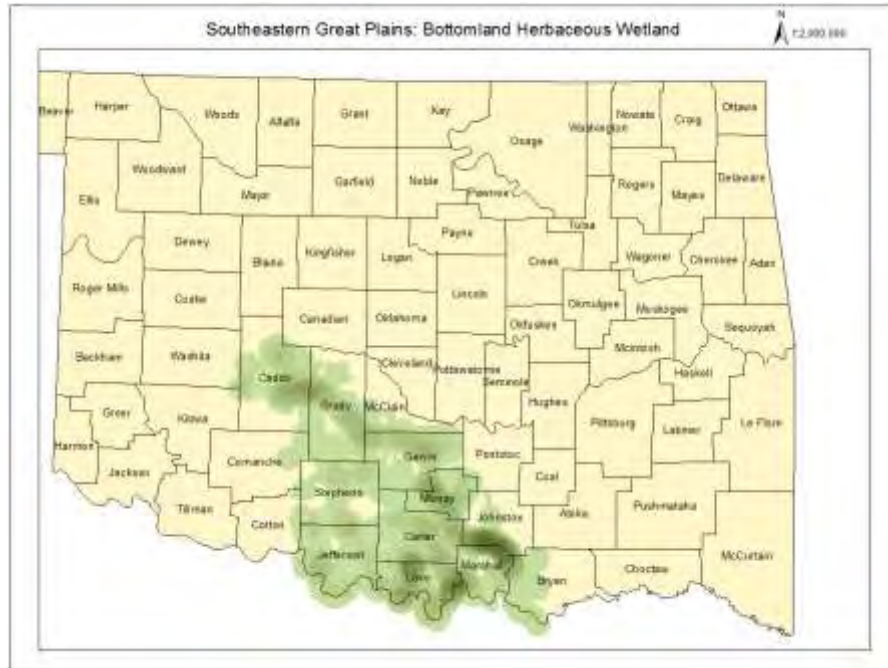 Southeastern Great Plains: Bottomland Herbaceous Wetland
N
1:2,000,000
Beaver
Harper
Woods
Alfalfa
Grant
Kay
Osage
Washington
Nowata
Craig
Ottawa
Ellis
Woodward
Major
Garfield
Noble
Pawnee
Rogers
Mayes
Delaware
Dewey
Blaine
Kingfisher
Logan
Payne
Creek
Tulsa
Wagoner
Cherokee
Adair
Roger Mills
Custer
Canadian
Oklahoma
Lincoln
Okfuskee
Okmulgee
Muskogee
Sequoyah
Beckham
Washita
Caddo
Grady
McClain
Cleveland
Pottawatomie
Seminole
Hughes
McIntosh
Haskell
Harmon
Greer
Kiowa
Comanche
Garvin
Pontotoc
Coal
Pittsburg
Latimer
Le Flore
Jackson
Tillman
Cotton
Stephens
Murray
Johnston
Atoka
Pushmataha
Jefferson
Carter
Love
Marshall
Bryan
Choctaw
McCurtain